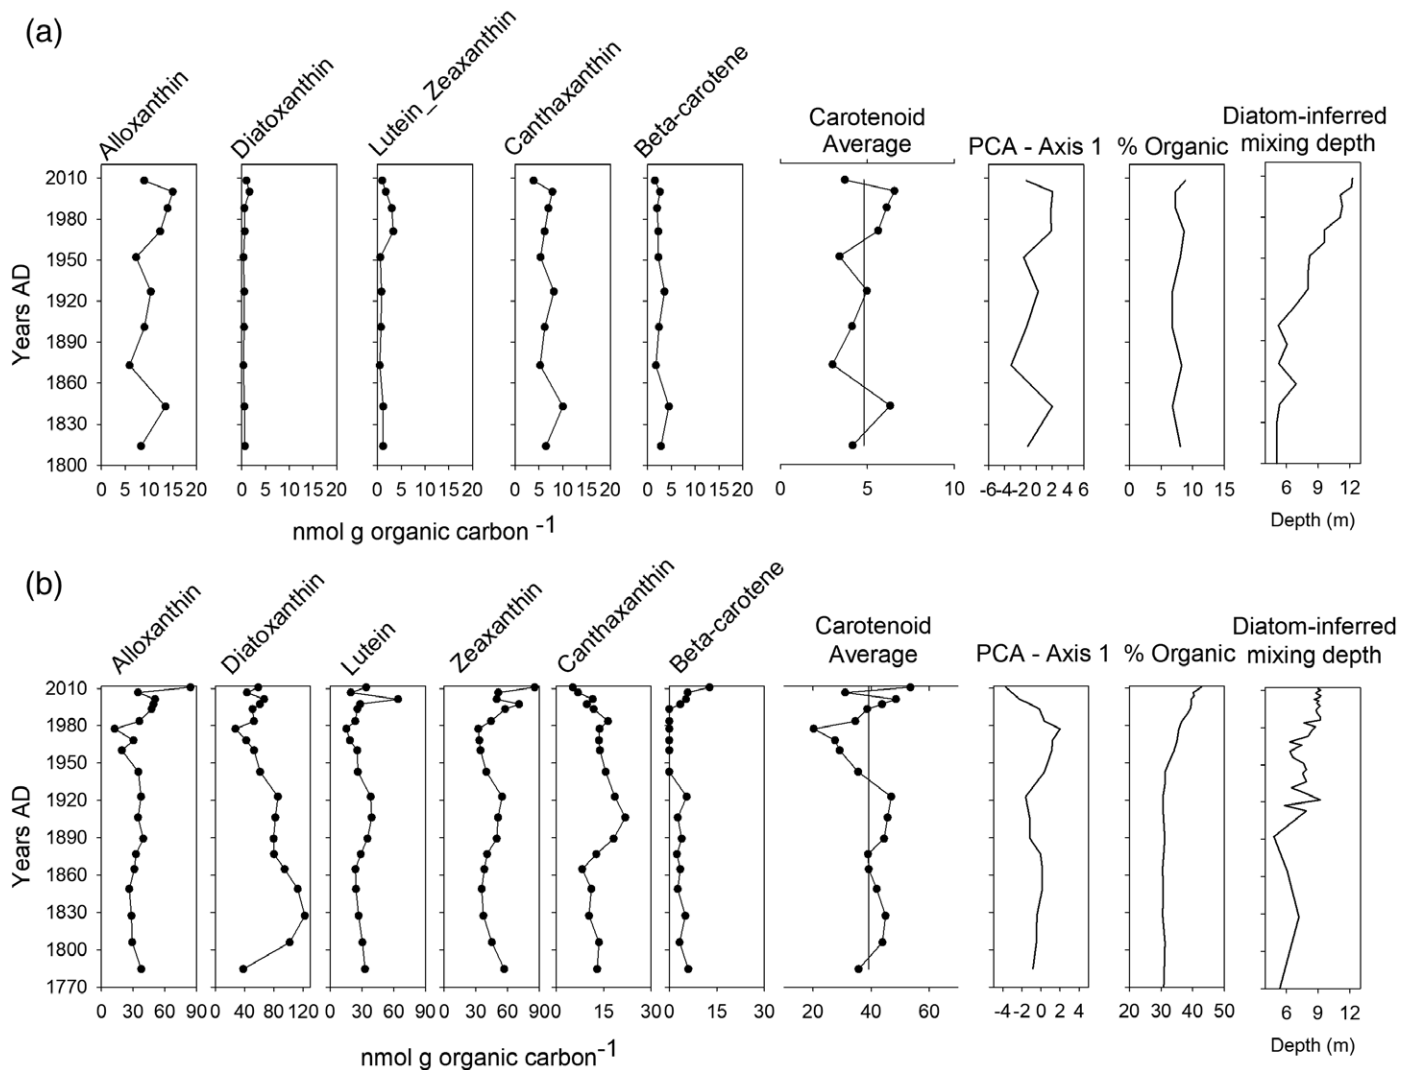 (a)
Alloxanthin
Diatoxanthin
Lutein_Zeaxanthin
Canthaxanthin
Beta-carotene
Carotenoid
Average
PCA - Axis 1
% Organic
Diatom-inferred
mixing depth
Years AD
2010
1980
1950
1920
1890
1860
1830
1800
0 5 10 15 20
0 5 10 15 20
0 5 10 15 20
0 5 10 15 20
0 5 10 15 20
0 5 10
-6 -4 -2 0 2 4 6
0 5 10 15
6 9 12
nmol g organic carbon -1
Depth (m)
(b)
Alloxanthin
Diatoxanthin
Lutein
Zeaxanthin
Canthaxanthin
Beta-carotene
Carotenoid
Average
PCA - Axis 1
% Organic
Diatom-inferred
mixing depth
Years AD
2010
1980
1950
1920
1890
1860
1830
1800
1770
0 30 60 90
0 40 80 120
0 30 60 90
0 30 60 90
0 15 30
0 15 30
20 40 60
-4 -2 0 2 4
20 30 40 50
6 9 12
nmol g organic carbon-1
Depth (m)